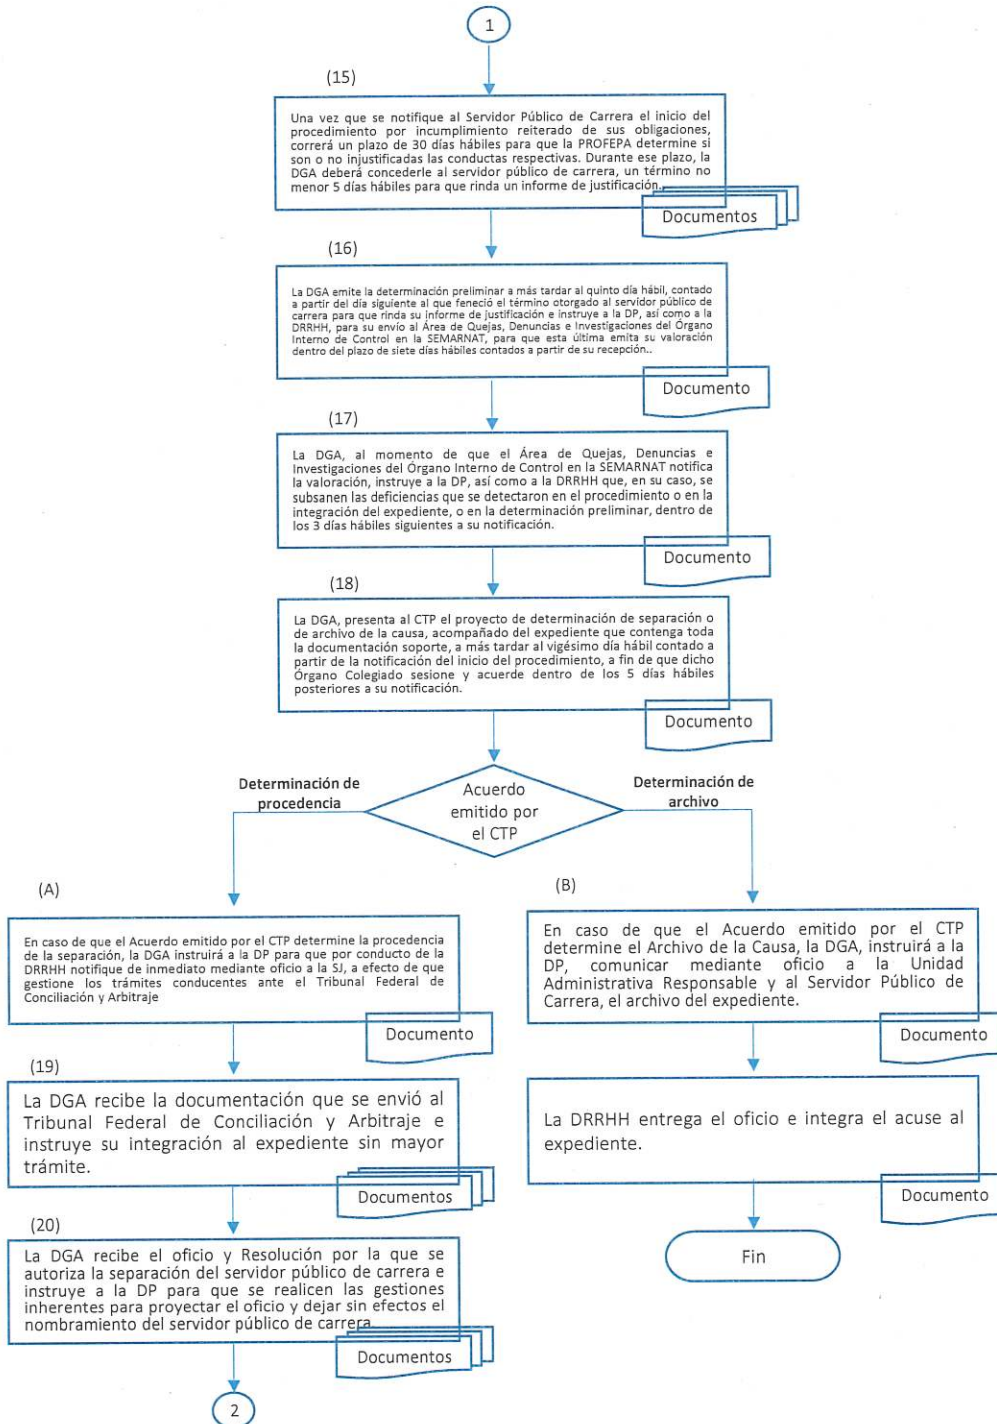 1
(15)
Una vez que se notifique al Servidor Público de Carrera el inicio del
procedimiento por incumplimiento reiterado de sus obligaciones,
correrá un plazo de 30 días hábiles para que la PROFEPA determine si
son o no injustificadas las conductas respectivas. Durante ese plazo, la
DGA deberá concederle al servidor público de carrera, un término no
menor 5 días hábiles para que rinda un informe de justificación.
Documentos
(16)
La DGA emite la determinación preliminar a más tardar al quinto día hábil, contado
a partir del día siguiente al que feneció el término otorgado al servidor público de
carrera para que rinda su informe de justificación e instruye a la DP, así como a la
DRRHH, para su envío al Área de Quejas, Denuncias e Investigaciones del Órgano
Interno de Control en la SEMARNAT, para que esta última emita su valoración
dentro del plazo de siete días hábiles contados a partir de su recepción..
Documento
(17)
La DGA, al momento de que el Área de Quejas, Denuncias e
Investigaciones del Órgano Interno de Control en la SEMARNAT notifica
la valoración, instruye a la DP, así como a la DRRHH que, en su caso, se
subsanen las deficiencias que se detectaron en el procedimiento o en la
integración del expediente, o en la determinación preliminar, dentro de
los 3 días hábiles siguientes a su notificación.
Documento
(18)
La DGA, presenta al CTP el proyecto de determinación de separación o
de archivo de la causa, acompañado del expediente que contenga toda
la documentación soporte, a más tardar al vigésimo día hábil contado a
partir de la notificación del inicio del procedimiento, a fin de que dicho
Órgano Colegiado sesione y acuerde dentro de los 5 días hábiles
posteriores a su notificación.
Documento
Determinación de
procedencia
Acuerdo
emitido por
el CTP
Determinación de
archivo
(A)
En caso de que el Acuerdo emitido por el CTP determine la procedencia
de la separación, la DGA instruirá a la DP para que por conducto de la
DRRHH notifique de inmediato mediante oficio a la SJ, a efecto de que
gestione los trámites conducentes ante el Tribunal Federal de
Conciliación y Arbitraje
Documento
(B)
En caso de que el Acuerdo emitido por el CTP
determine el Archivo de la Causa, la DGA, instruirá a la
DP, comunicar mediante oficio a la Unidad
Administrativa Responsable y al Servidor Público de
Carrera, el archivo del expediente.
Documento
(19)
La DGA recibe la documentación que se envió al
Tribunal Federal de Conciliación y Arbitraje e
instruye su integración al expediente sin mayor
trámite.
Documentos
La DRRHH entrega el oficio e integra el acuse al
expediente.
Documento
(20)
La DGA recibe el oficio y Resolución por la que se
autoriza la separación del servidor público de carrera e
instruye a la DP para que se realicen las gestiones
inherentes para proyectar el oficio y dejar sin efectos el
nombramiento del servidor público de carrera.
Documentos
Fin
2